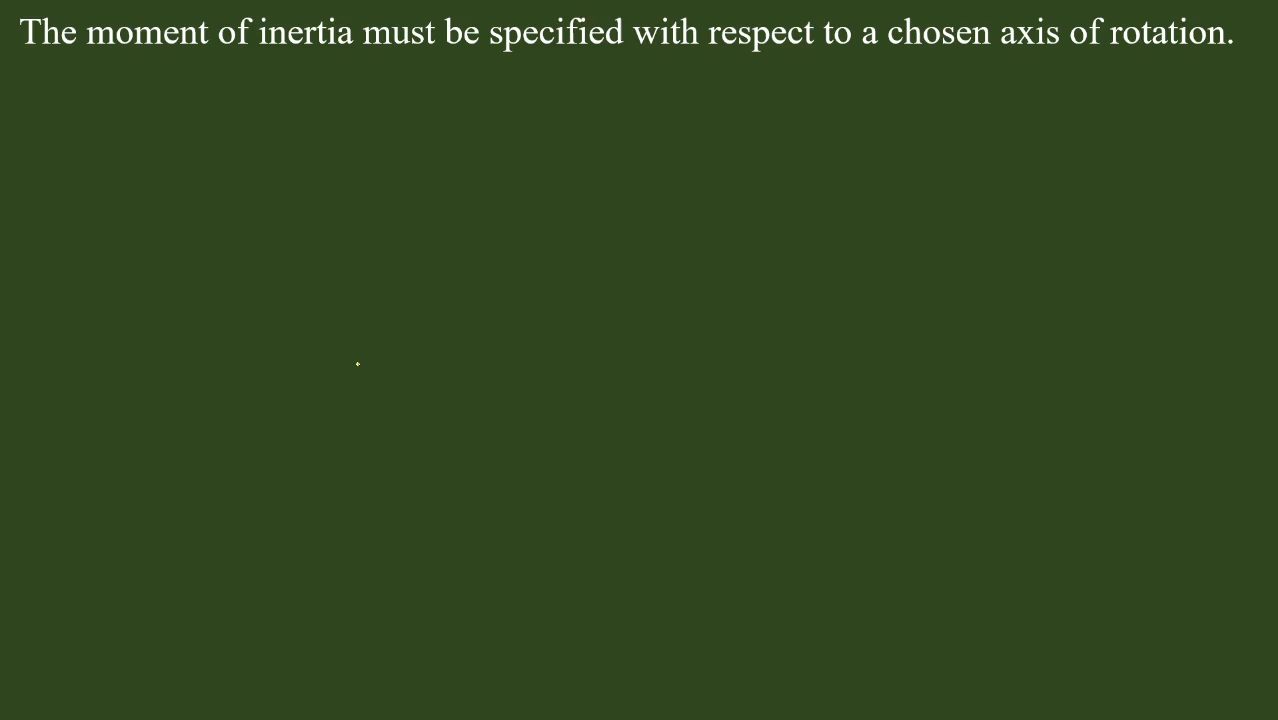 The moment of inertia must be specified with respect to a chosen axis of rotation.